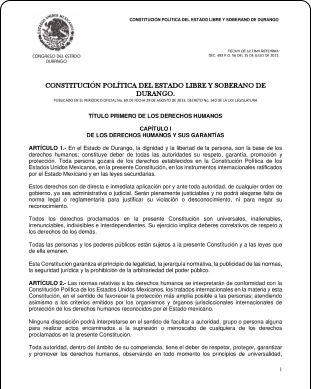 CONSTITUCIÓN POLÍTICA DEL ESTADO LIBRE Y SOBERANO DE DURANGO
CONGRESO DEL ESTADO
DURANGO
FECHA DE ULTIMA REFORMA:
DEC. 493 P.O. 56 DEL 15 DE JULIO DE 2021.
CONSTITUCIÓN POLÍTICA DEL ESTADO LIBRE Y SOBERANO DE
DURANGO.
PUBLICADO EN EL PERIODICO OFICIAL No. 69 DE FECHA 29 DE AGOSTO DE 2013, DECRETO No. 540 DE LA LXV LEGISLATURA
TÍTULO PRIMERO DE LOS DERECHOS HUMANOS
CAPÍTULO I
DE LOS DERECHOS HUMANOS Y SUS GARANTÍAS
ARTÍCULO 1.- En el Estado de Durango, la dignidad y la libertad de la persona, son la base de los
derechos humanos; constituye deber de todas las autoridades su respeto, garantía, promoción y
protección. Toda persona gozará de los derechos establecidos en la Constitución Política de los
Estados Unidos Mexicanos, en la presente Constitución, en los instrumentos internacionales ratificados
por el Estado Mexicano y en las leyes secundarias.
Estos derechos son de directa e inmediata aplicación por y ante toda autoridad, de cualquier orden de
gobierno, ya sea administrativa o judicial. Serán plenamente justiciables y no podrá alegarse falta de
norma legal o reglamentaria para justificar su violación o desconocimiento, ni para negar su
reconocimiento.
Todos los derechos proclamados en la presente Constitución son universales, inalienables,
irrenunciables, indivisibles e interdependientes. Su ejercicio implica deberes correlativos de respeto a
los derechos de los demás.
Todas las personas y los poderes públicos están sujetos a la presente Constitución y a las leyes que
de ella emanen.
Esta Constitución garantiza el principio de legalidad, la jerarquía normativa, la publicidad de las normas,
la seguridad jurídica y la prohibición de la arbitrariedad del poder público.
ARTÍCULO 2.- Las normas relativas a los derechos humanos se interpretarán de conformidad con la
Constitución Política de los Estados Unidos Mexicanos, los tratados internacionales en la materia y esta
Constitución, en el sentido de favorecer la protección más amplia posible a las personas; atendiendo
asimismo a los criterios emitidos por los organismos y órganos jurisdiccionales internacionales de
protección de los derechos humanos reconocidos por el Estado mexicano.
Ninguna disposición podrá interpretarse en el sentido de facultar a autoridad, grupo o persona alguna
para realizar actos encaminados a la supresión o menoscabo de cualquiera de los derechos
proclamados en la presente Constitución.
Toda autoridad, dentro del ámbito de su competencia, tiene el deber de respetar, proteger, garantizar
y promover los derechos humanos, observando en todo momento los principios de universalidad,
1